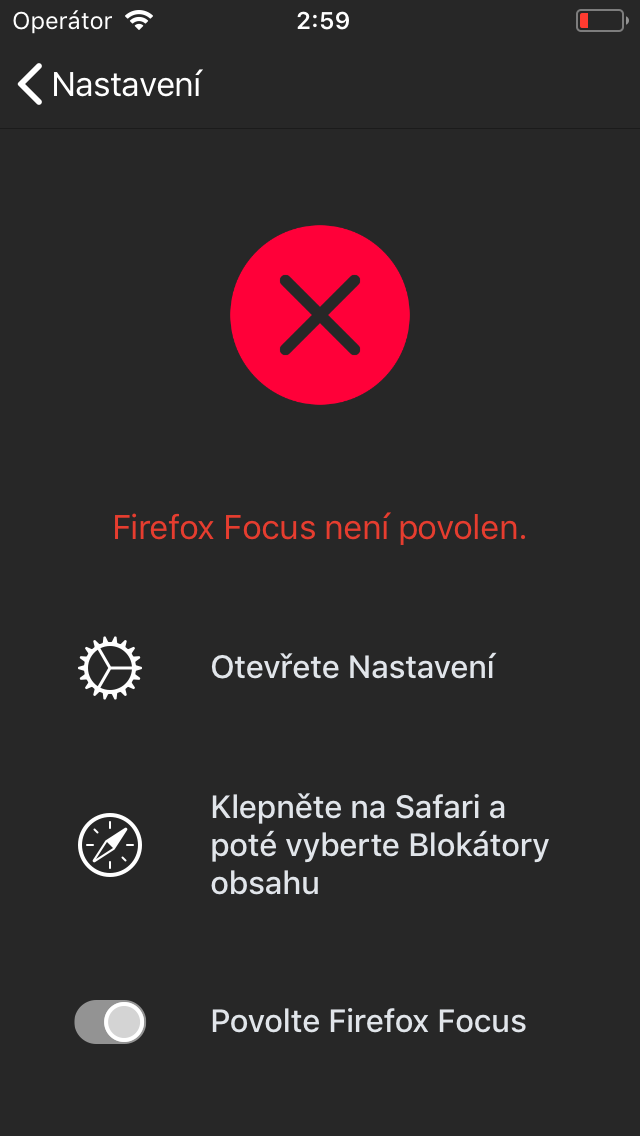 Operátor 2:59
Nastavení
Firefox Focus není povolen.
Otevřete Nastavení
Klepněte na Safari a
poté vyberte Blokátory
obsahu
Povolte Firefox Focus